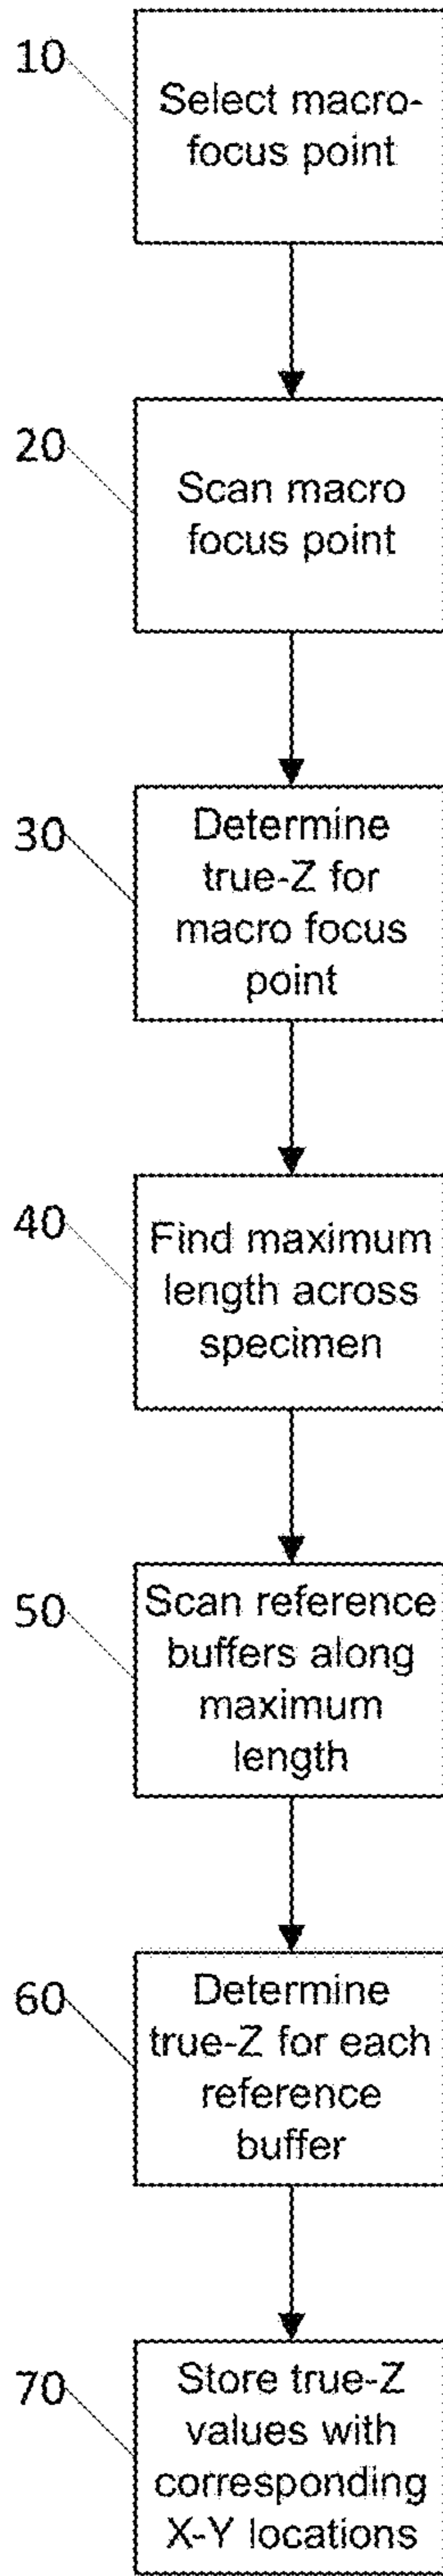 10
Select macro-
focus point
20
Scan macro
focus point
30
Determine
true-Z for
macro focus
point
40
Find maximum
length across
specimen
50
Scan reference
buffers along
maximum
length
60
Determine
true-Z for each
reference
buffer
70
Store true-Z
values with
corresponding
X-Y locations